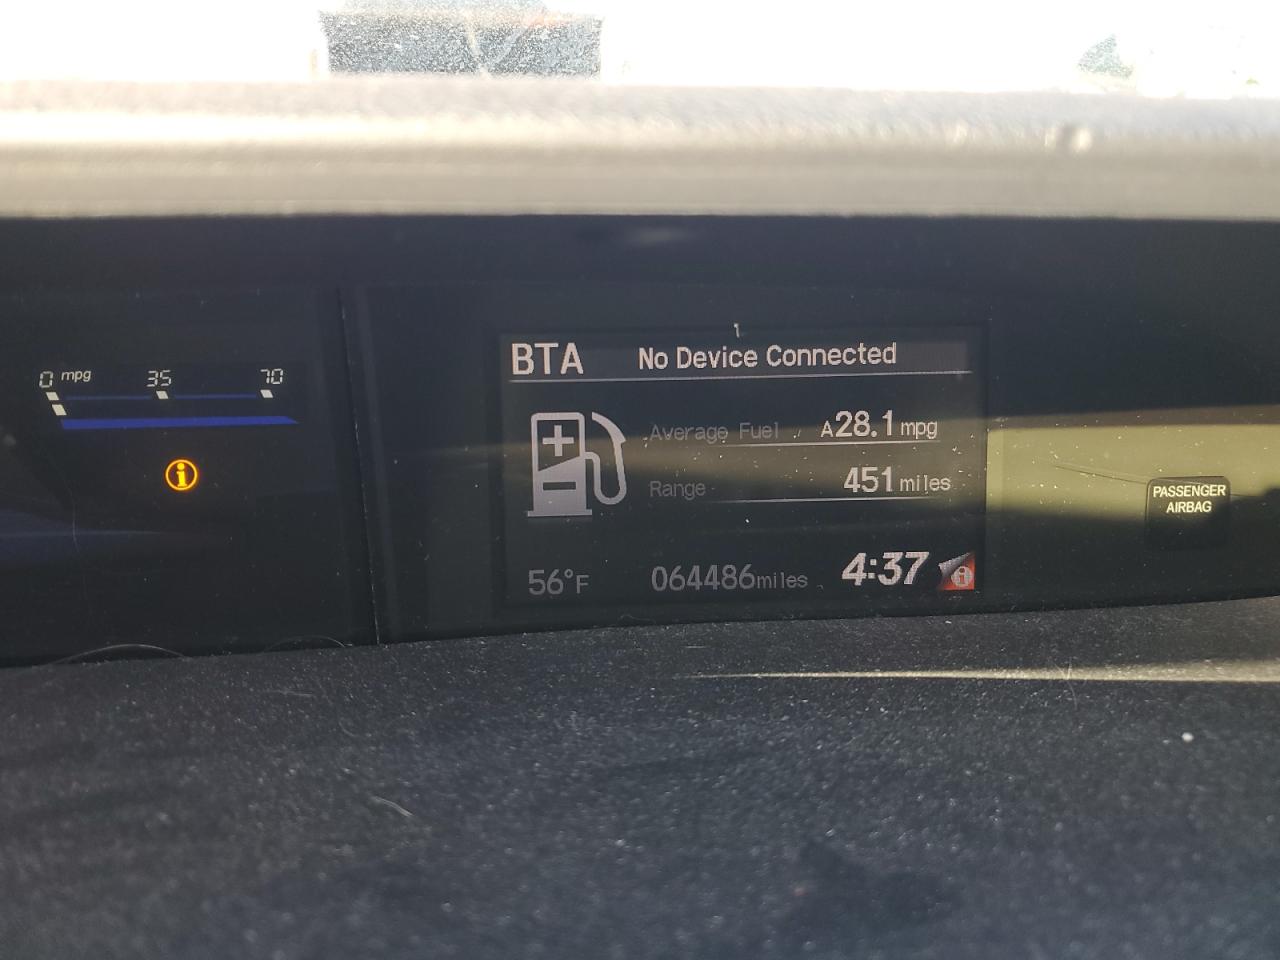 0 mpg 35 70
i
1
BTA No Device Connected
Average Fuel A28.1 mpg
Range 451 miles
56°F 064486miles 4:37 i
PASSENGER
AIRBAG